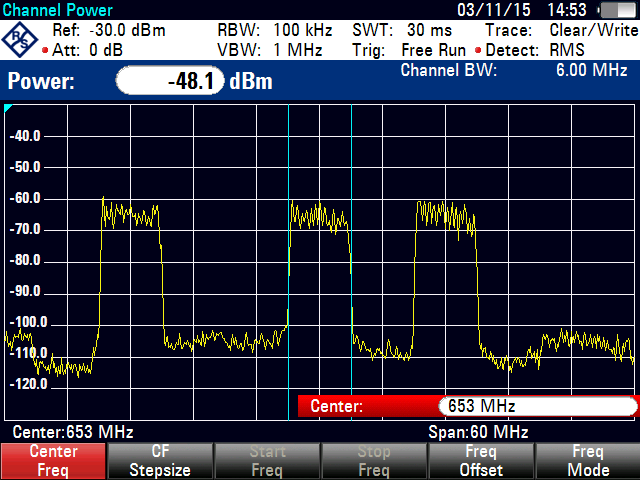 Channel Power 03/11/15 14:53
R&S Ref: -30.0 dBm RBW: 100 kHz SWT: 30 ms Trace: Clear/Write
Att: 0 dB VBW: 1 MHz Trig: Free Run Detect: RMS
Power: -48.1 dBm Channel BW: 6.00 MHz
-40.0
-50.0
-60.0
-70.0
-80.0
-90.0
-100.0
-110.0
-120.0
Center: 653 MHz
Center:653 MHz Span:60 MHz
Center Freq
CF Stepsize
Start Freq
Stop Freq
Freq Offset
Freq Mode